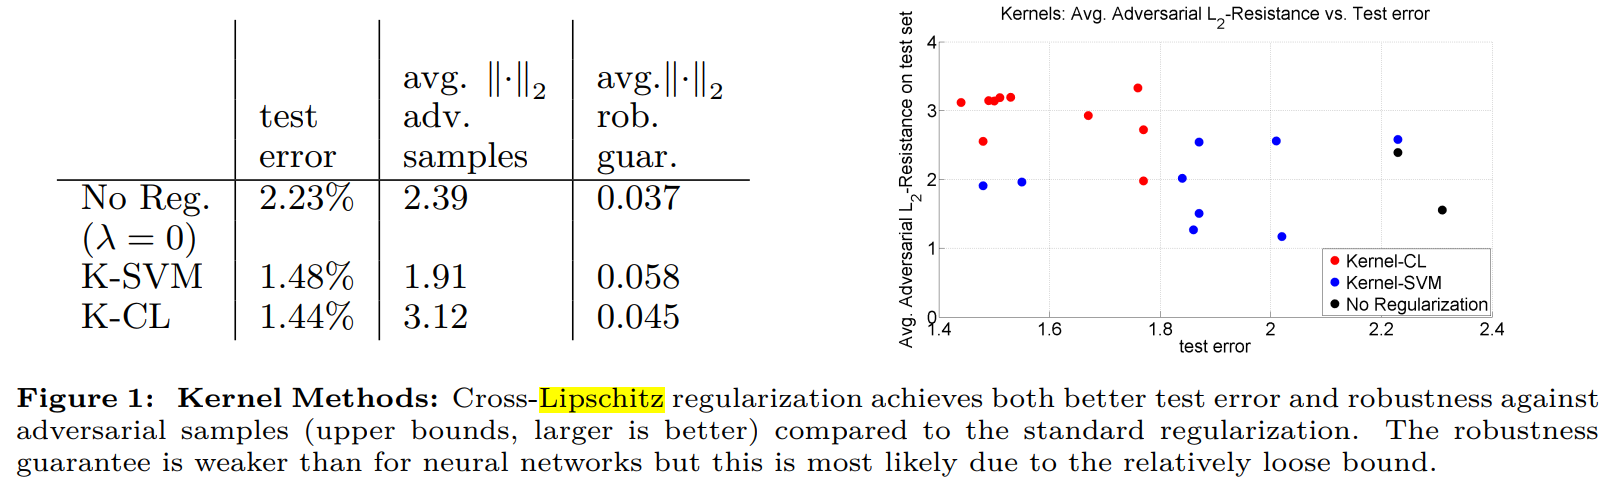 test error
avg. ‖·‖₂ adv. samples
avg.‖·‖₂ rob. guar.
No Reg. (λ = 0) 2.23% 2.39 0.037
K-SVM 1.48% 1.91 0.058
K-CL 1.44% 3.12 0.045
Kernels: Avg. Adversarial L₂-Resistance vs. Test error
Avg. Adversarial L₂-Resistance on test set
4
3
2
1
0
1.4 1.6 1.8 2 2.2 2.4
test error
Kernel-CL
Kernel-SVM
No Regularization
Figure 1: Kernel Methods: Cross-Lipschitz regularization achieves both better test error and robustness against
adversarial samples (upper bounds, larger is better) compared to the standard regularization. The robustness
guarantee is weaker than for neural networks but this is most likely due to the relatively loose bound.